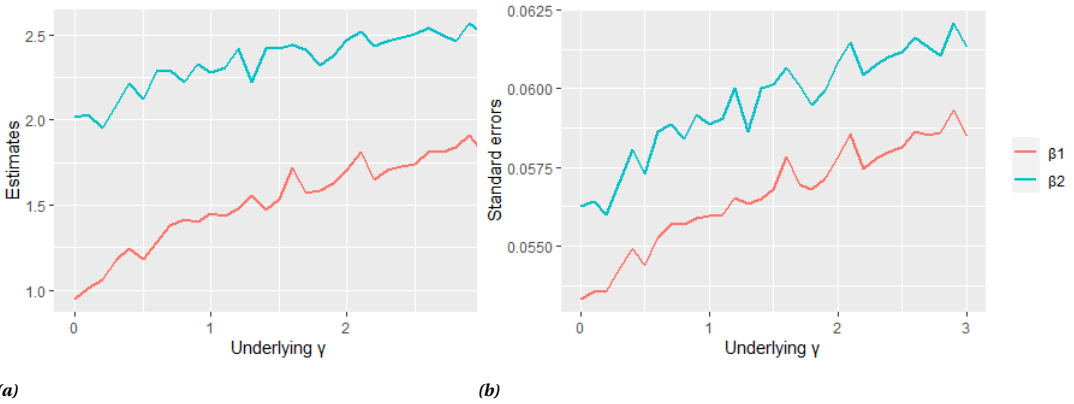 Estimates
2.5
2.0
1.5
1.0
0
1
2
Underlying γ
(a)
Standard errors
0.0625
0.0600
0.0575
0.0550
0
1
2
3
Underlying γ
(b)
β1
β2